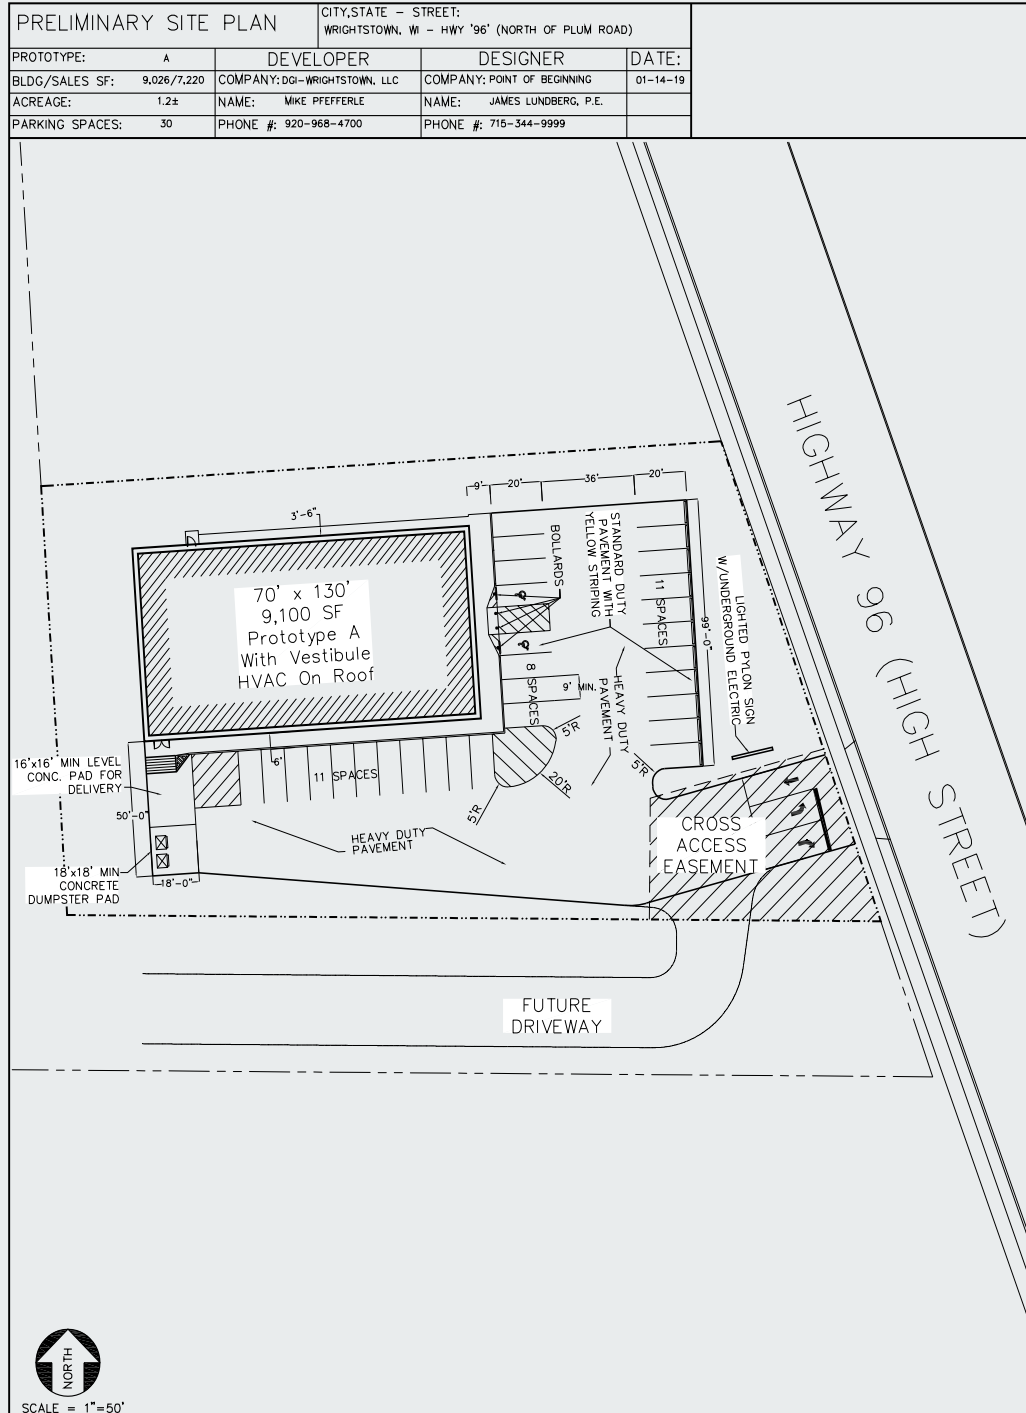 PRELIMINARY SITE PLAN
CITY,STATE - STREET:
WRIGHTSTOWN, WI - HWY '96' (NORTH OF PLUM ROAD)
PROTOTYPE: A
DEVELOPER
DESIGNER
DATE:
BLDG/SALES SF: 9,026/7,220
COMPANY: DGI-WRIGHTSTOWN, LLC
COMPANY: POINT OF BEGINNING
01-14-19
ACREAGE: 1.2±
NAME: MIKE PFEFFERLE
NAME: JAMES LUNDBERG, P.E.
PARKING SPACES: 30
PHONE #: 920-968-4700
PHONE #: 715-344-9999
HIGHWAY 96 (HIGH STREET)
9'
20'
36'
20'
3'-6"
70' x 130'
9,100 SF
Prototype A
With Vestibule
HVAC On Roof
BOLLARDS
STANDARD DUTY
PAVEMENT WITH
YELLOW STRIPING
11 SPACES
99'-0"
LIGHTED PYLON SIGN
W/UNDERGROUND ELECTRIC
8 SPACES
9' MIN.
HEAVY DUTY
PAVEMENT
5'R
5'R
20'R
5'R
6'
11 SPACES
16'x16' MIN LEVEL
CONC. PAD FOR
DELIVERY
50'-0"
HEAVY DUTY
PAVEMENT
18'x18' MIN
CONCRETE
DUMPSTER PAD
18'-0"
CROSS
ACCESS
EASEMENT
FUTURE
DRIVEWAY
NORTH
SCALE = 1"=50'